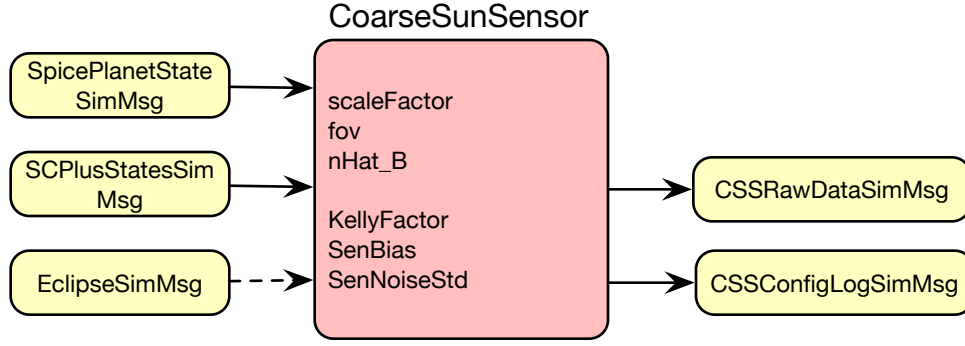 CoarseSunSensor
SpicePlanetState
SimMsg
SCPlusStatesSim
Msg
EclipseSimMsg
scaleFactor
fov
nHat_B
KellyFactor
SenBias
SenNoiseStd
CSSRawDataSimMsg
CSSConfigLogSimMsg